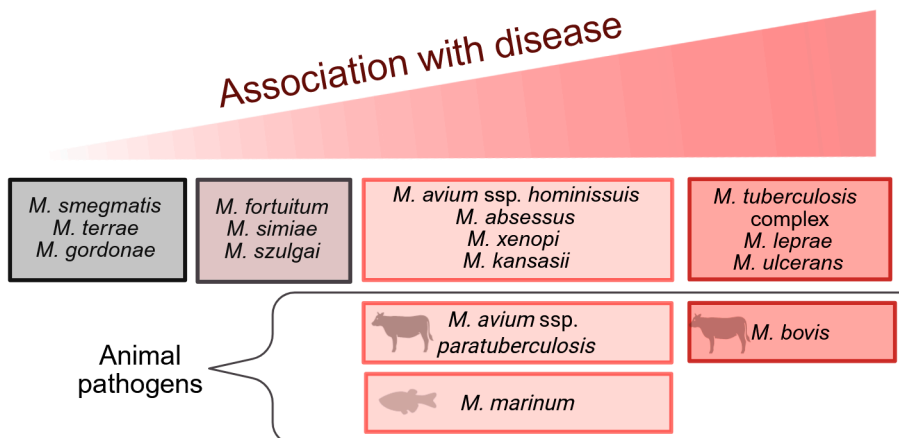 Association with disease
M. smegmatis
M. terrae
M. gordonae
M. fortuitum
M. simiae
M. szulgai
M. avium ssp. hominissuis
M. absessus
M. xenopi
M. kansasii
M. tuberculosis
complex
M. leprae
M. ulcerans
Animal
pathogens
M. avium ssp.
paratuberculosis
M. bovis
M. marinum